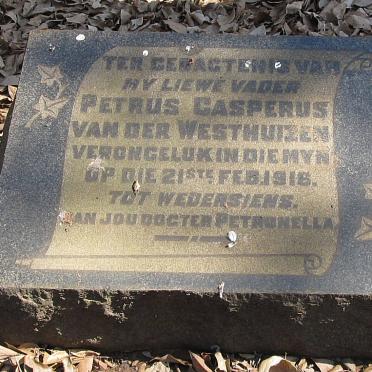 TER GEDAGTENIS VAN
MY LIEWE VADER
PETRUS CASPERUS
VAN DER WESTHUIZEN
VERONGELUK IN DIE MYN
OP DIE 21STE FEB. 1916.
TOT WEDERSIENS.
VAN JOU DOGTER PETRONELLA